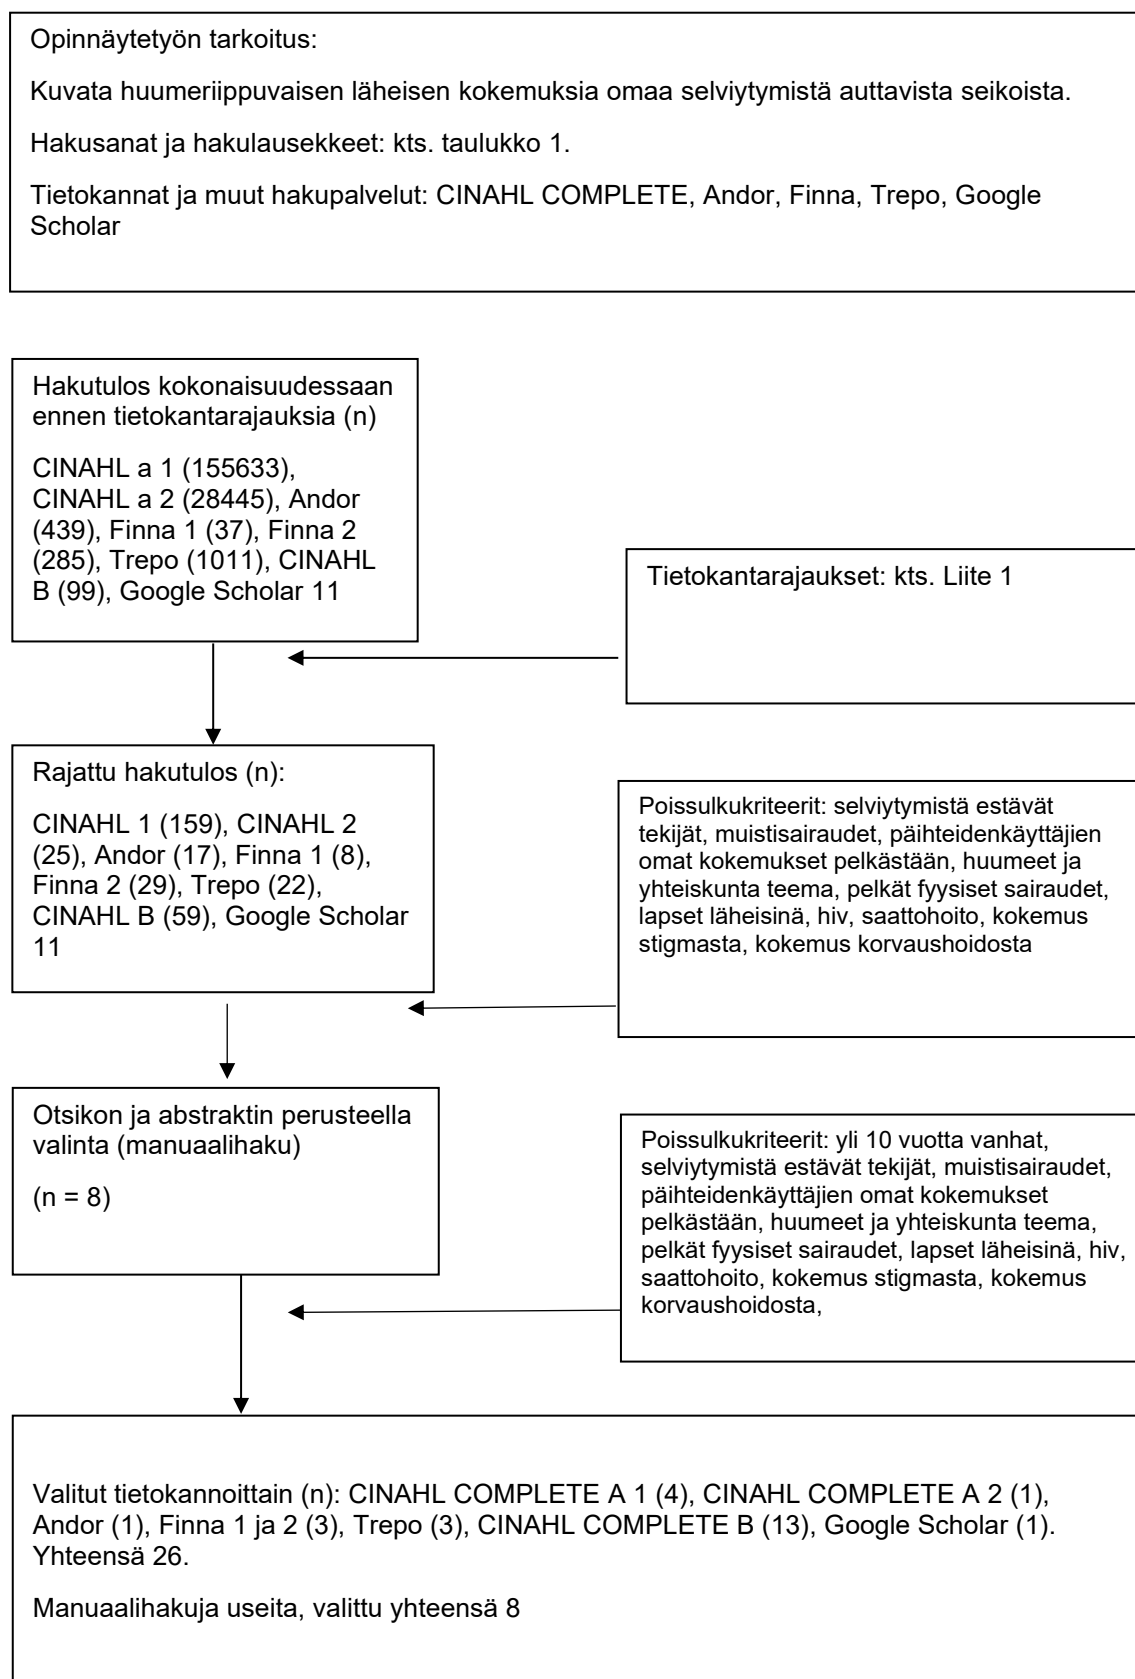 Opinnäytetyön tarkoitus:
Kuvata huumeriippuvaisen läheisen kokemuksia omaa selviytymistä auttavista seikoista.
Hakusanat ja hakulausekkeet: kts. taulukko 1.
Tietokannat ja muut hakupalvelut: CINAHL COMPLETE, Andor, Finna, Trepo, Google
Scholar
Hakutulos kokonaisuudessaan
ennen tietokantarajauksia (n)
CINAHL a 1 (155633),
CINAHL a 2 (28445), Andor
(439), Finna 1 (37), Finna 2
(285), Trepo (1011), CINAHL
B (99), Google Scholar 11
Tietokantarajaukset: kts. Liite 1
Rajattu hakutulos (n):
CINAHL 1 (159), CINAHL 2
(25), Andor (17), Finna 1 (8),
Finna 2 (29), Trepo (22),
CINAHL B (59), Google Scholar
11
Poissulkukriteerit: selviytymistä estävät
tekijät, muistisairaudet, päihteidenkäyttäjien
omat kokemukset pelkästään, huumeet ja
yhteiskunta teema, pelkät fyysiset sairaudet,
lapset läheisinä, hiv, saattohoito, kokemus
stigmasta, kokemus korvaushoidosta
Otsikon ja abstraktin perusteella
valinta (manuaalihaku)
(n = 8)
Poissulkukriteerit: yli 10 vuotta vanhat,
selviytymistä estävät tekijät, muistisairaudet,
päihteidenkäyttäjien omat kokemukset
pelkästään, huumeet ja yhteiskunta teema,
pelkät fyysiset sairaudet, lapset läheisinä, hiv,
saattohoito, kokemus stigmasta, kokemus
korvaushoidosta,
Valitut tietokannoittain (n): CINAHL COMPLETE A 1 (4), CINAHL COMPLETE A 2 (1),
Andor (1), Finna 1 ja 2 (3), Trepo (3), CINAHL COMPLETE B (13), Google Scholar (1).
Yhteensä 26.
Manuaalihakuja useita, valittu yhteensä 8